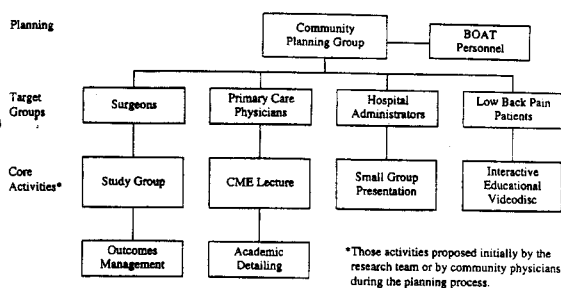 Planning
Community
Planning Group
BOAT
Personnel
Target
Groups
Surgeons
Primary Care
Physicians
Hospital
Administrators
Low Back Pain
Patients
Core
Activities*
Study Group
CME Lecture
Small Group
Presentation
Interactive
Educational
Videodisc
Outcomes
Management
Academic
Detailing
*Those activities proposed initially by the
research team or by community physicians
during the planning process.